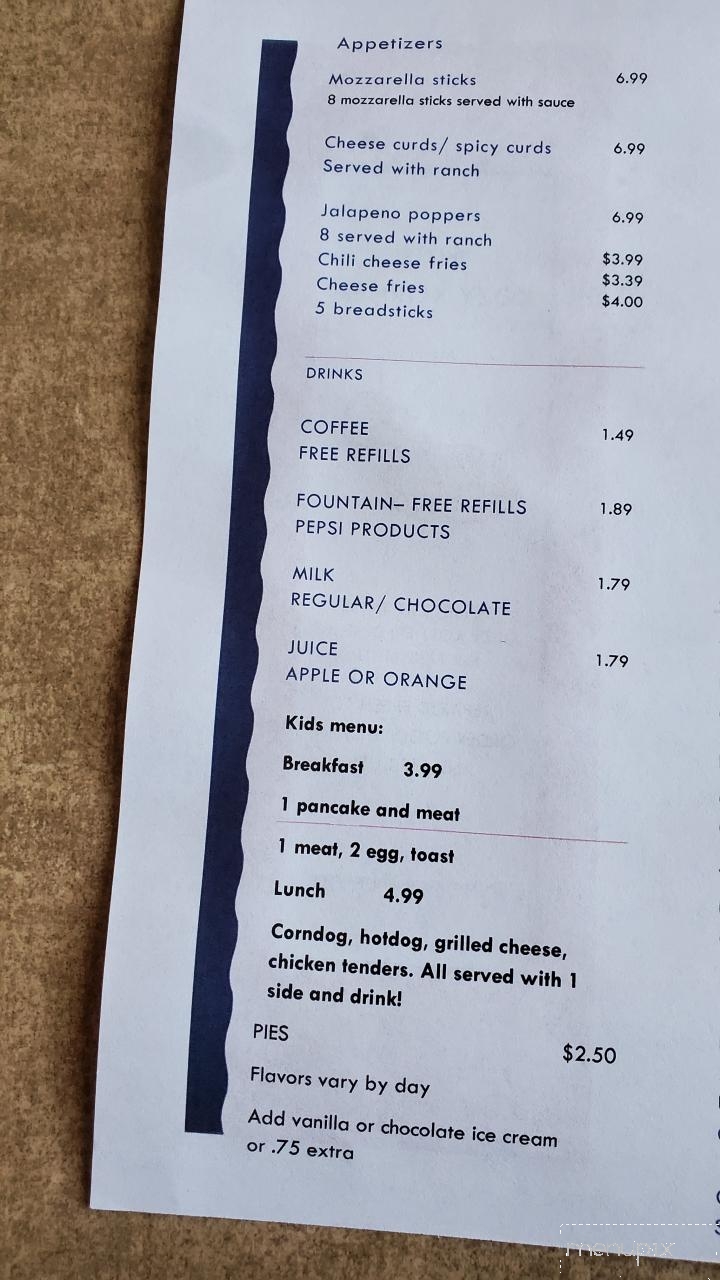 Appetizers
Mozzarella sticks 6.99
8 mozzarella sticks served with sauce
Cheese curds/ spicy curds 6.99
Served with ranch
Jalapeno poppers 6.99
8 served with ranch
Chili cheese fries $3.99
Cheese fries $3.39
5 breadsticks $4.00
DRINKS
COFFEE 1.49
FREE REFILLS
FOUNTAIN– FREE REFILLS 1.89
PEPSI PRODUCTS
MILK 1.79
REGULAR/ CHOCOLATE
JUICE 1.79
APPLE OR ORANGE
Kids menu:
Breakfast 3.99
1 pancake and meat
1 meat, 2 egg, toast
Lunch 4.99
Corndog, hotdog, grilled cheese,
chicken tenders. All served with 1
side and drink!
PIES $2.50
Flavors vary by day
Add vanilla or chocolate ice cream
or .75 extra
menupix